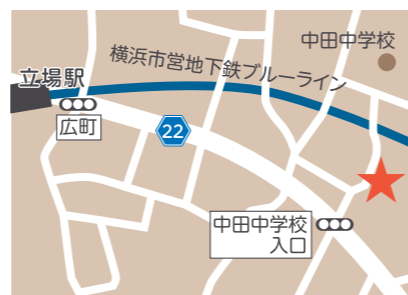 中田中学校
横浜市営地下鉄ブルーライン
立場駅
広町
22
中田中学校
入口